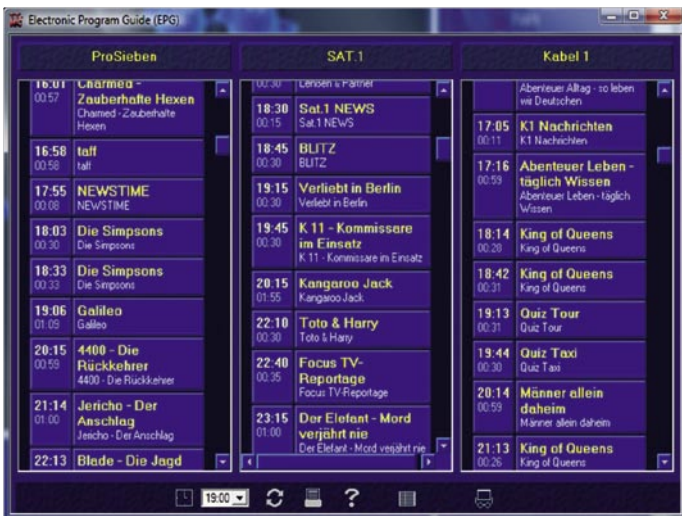 Electronic Program Guide (EPG)
ProSieben
16:01 Charmed -
00:57 Zauberhafte Hexen
Charmed - Zauberhafte
Hexen
16:58 taff
00:58 taff
17:55 NEWSTIME
00:08 NEWSTIME
18:03 Die Simpsons
00:30 Die Simpsons
18:33 Die Simpsons
00:33 Die Simpsons
19:06 Galileo
01:09 Galileo
20:15 4400 - Die
00:59 Rückkehrer
4400 - Die Rückkehrer
21:14 Jericho - Der
01:00 Anschlag
Jericho - Der Anschlag
22:13 Blade - Die Jagd
SAT.1
00:30 Lenßen & Partner
18:30 Sat.1 NEWS
00:15 Sat.1 NEWS
18:45 BLITZ
00:30 BLITZ
19:15 Verliebt in Berlin
00:30 Verliebt in Berlin
19:45 K 11 - Kommissare
00:30 im Einsatz
K 11 - Kommissare im Einsatz
20:15 Kangaroo Jack
01:55 Kangaroo Jack
22:10 Toto & Harry
00:30 Toto & Harry
22:40 Focus TV-
00:35 Reportage
Focus TV-Reportage
23:15 Der Elefant - Mord
01:00 verjährt nie
Der Elefant - Mord verjährt nie
Kabel 1
Abenteuer Alltag - so leben
wir Deutschen
17:05 K1 Nachrichten
00:11 K1 Nachrichten
17:16 Abenteuer Leben -
00:59 täglich Wissen
Abenteuer Leben - täglich
Wissen
18:14 King of Queens
00:28 King of Queens
18:42 King of Queens
00:31 King of Queens
19:13 Quiz Tour
00:31 Quiz Tour
19:44 Quiz Taxi
00:30 Quiz Taxi
20:14 Männer allein
00:59 daheim
Männer allein daheim
21:13 King of Queens
00:26 King of Queens
19:00
?